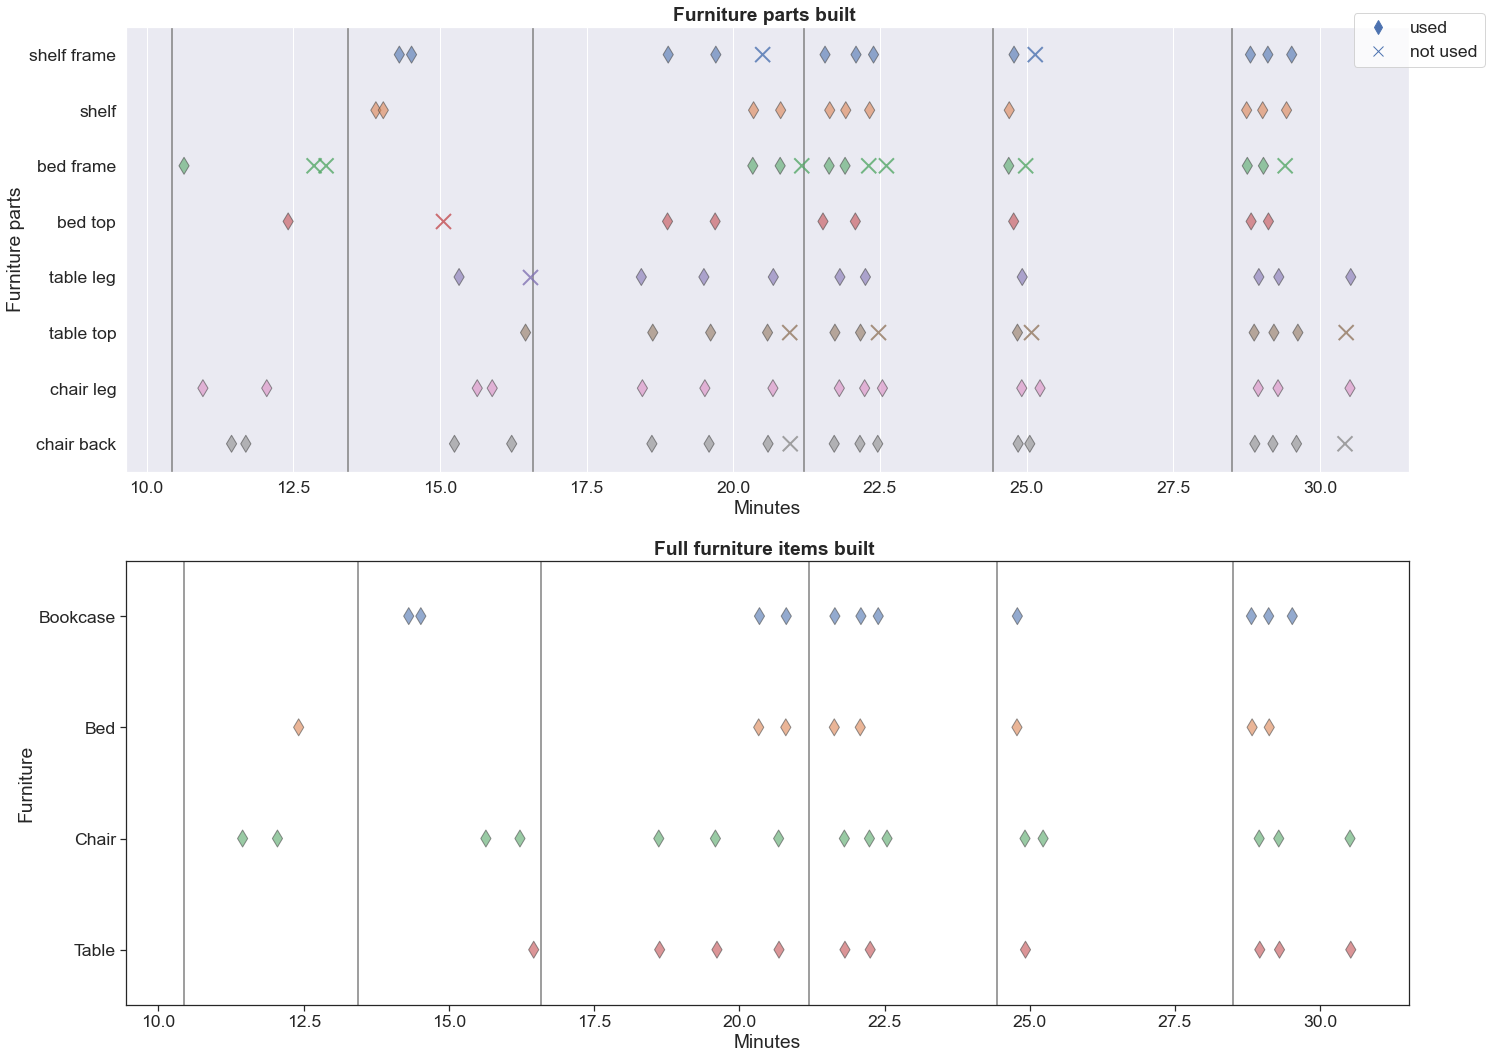 Furniture parts built
used
not used
shelf frame
shelf
bed frame
bed top
table leg
table top
chair leg
chair back
Furniture parts
10.0 12.5 15.0 17.5 20.0 22.5 25.0 27.5 30.0
Minutes
Full furniture items built
Bookcase
Bed
Chair
Table
Furniture
10.0 12.5 15.0 17.5 20.0 22.5 25.0 27.5 30.0
Minutes